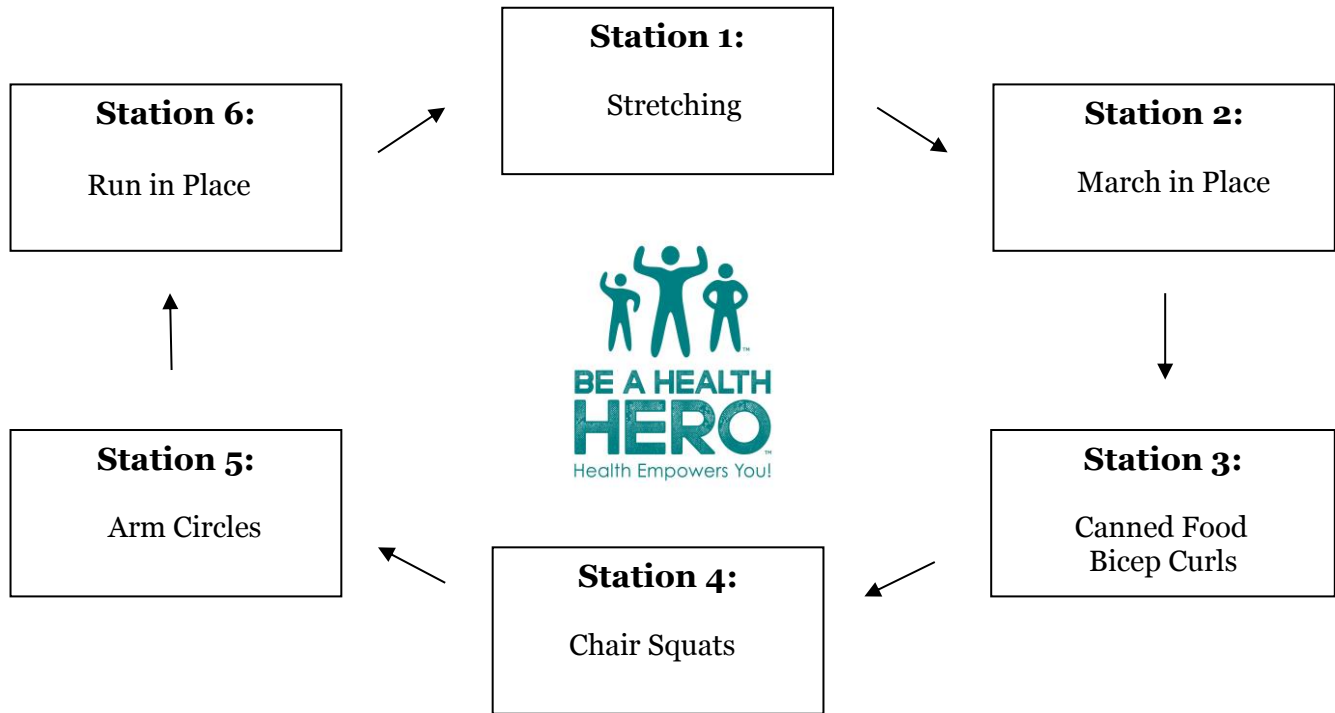 Station 1:
Stretching
Station 2:
March in Place
Station 3:
Canned Food
Bicep Curls
Station 4:
Chair Squats
Station 5:
Arm Circles
Station 6:
Run in Place
BE A HEALTH
HERO™
Health Empowers You!